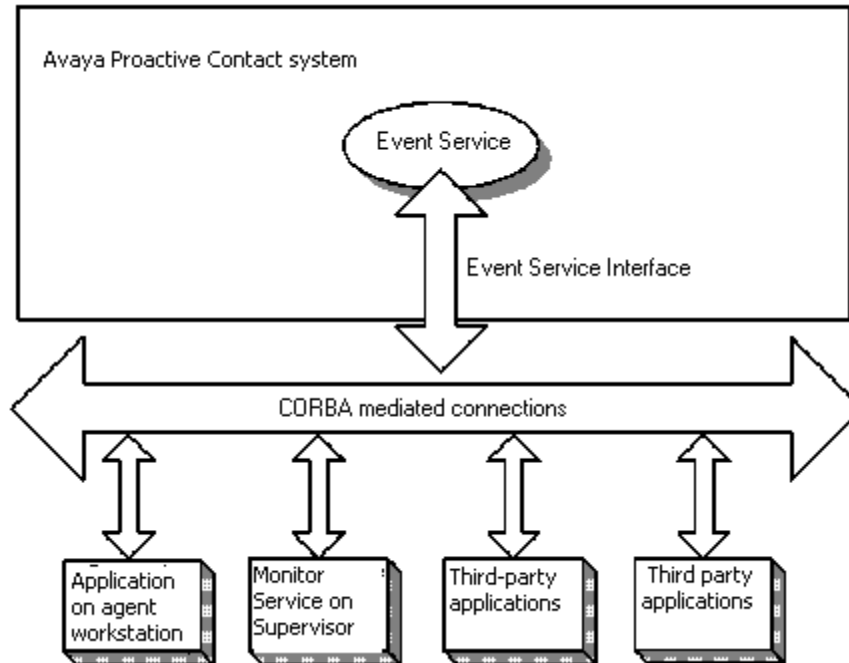 Avaya Proactive Contact system
Event Service
Event Service Interface
CORBA mediated connections
Application
on agent
workstation
Monitor
Service on
Supervisor
Third-party
applications
Third party
applications